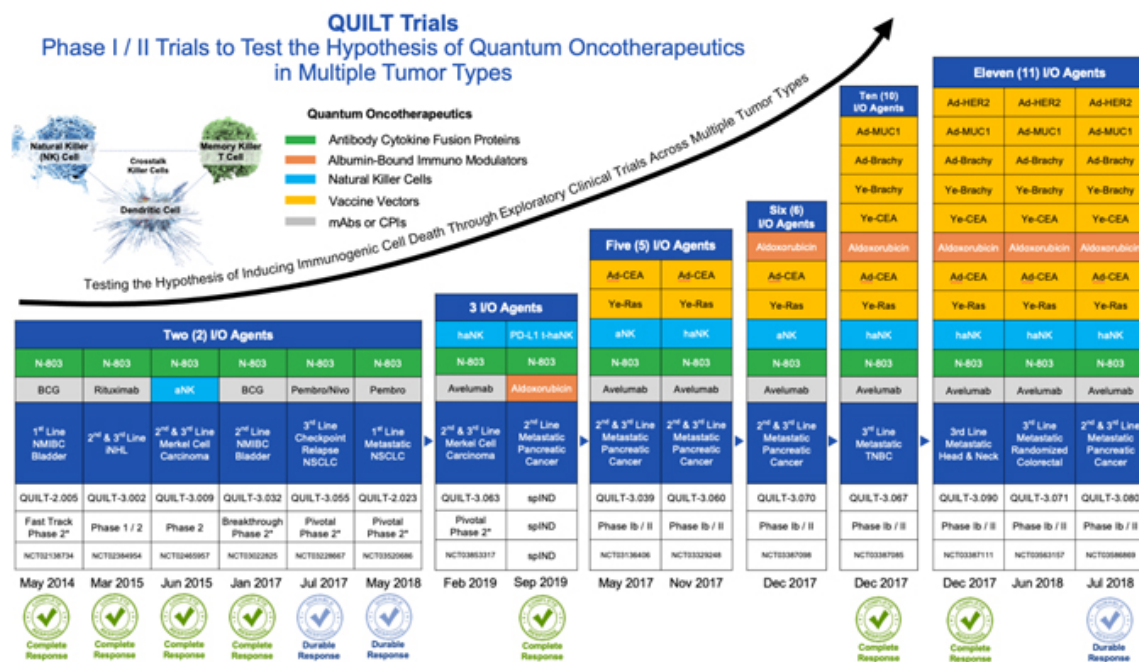 QUILT Trials
Phase I / II Trials to Test the Hypothesis of Quantum Oncotherapeutics
in Multiple Tumor Types
Natural Killer
(NK) Cell
Memory Killer
T Cell
Crosstalk
Killer Cells
Dendritic Cell
Quantum Oncotherapeutics
Antibody Cytokine Fusion Proteins
Albumin-Bound Immuno Modulators
Natural Killer Cells
Vaccine Vectors
mAbs or CPIs
Testing the Hypothesis of Inducing Immunogenic Cell Death Through Exploratory Clinical Trials Across Multiple Tumor Types
Two (2) I/O Agents
N-803 N-803 N-803 N-803 N-803 N-803
BCG Rituximab aNK BCG Pembro/Nivo Pembro
1st Line NMIBC Bladder
2nd & 3rd Line iNHL
2nd & 3rd Line Merkel Cell Carcinoma
2nd Line NMIBC Bladder
3rd Line Checkpoint Relapse NSCLC
1st Line Metastatic NSCLC
QUILT-2.005 QUILT-3.002 QUILT-3.009 QUILT-3.032 QUILT-3.055 QUILT-2.023
Fast Track Phase 2"
Phase 1 / 2
Phase 2
Breakthrough Phase 2"
Pivotal Phase 2"
Pivotal Phase 2"
NCT02138734 NCT02384954 NCT02465957 NCT03022825 NCT03228667 NCT03520686
May 2014 Mar 2015 Jun 2015 Jan 2017 Jul 2017 May 2018
Complete Response
Complete Response
Complete Response
Complete Response
Durable Response
Durable Response
3 I/O Agents
haNK PD-L1 t-haNK
N-803 N-803
Avelumab Aldoxorubicin
2nd & 3rd Line Merkel Cell Carcinoma
2nd Line Metastatic Pancreatic Cancer
QUILT-3.063 spIND
Pivotal Phase 2"
spIND
NCT03853317 spIND
Feb 2019 Sep 2019
Complete Response
Five (5) I/O Agents
Ad-CEA Ad-CEA
Ye-Ras Ye-Ras
aNK haNK
N-803 N-803
Avelumab Avelumab
2nd & 3rd Line Metastatic Pancreatic Cancer
2nd & 3rd Line Metastatic Pancreatic Cancer
QUILT-3.039 QUILT-3.060
Phase Ib / II Phase Ib / II
NCT03136406 NCT03329248
May 2017 Nov 2017
Six (6)
I/O Agents
Aldoxorubicin
Ad-CEA
Ye-Ras
aNK
N-803
Avelumab
2nd & 3rd Line Metastatic Pancreatic Cancer
QUILT-3.070
Phase Ib / II
NCT03387098
Dec 2017
Ten (10)
I/O Agents
Ad-MUC1
Ad-Brachy
Ye-Brachy
Ye-CEA
Aldoxorubicin
Ad-CEA
Ye-Ras
haNK
N-803
Avelumab
3rd Line Metastatic TNBC
QUILT-3.067
Phase Ib / II
NCT03387085
Dec 2017
Complete Response
Eleven (11) I/O Agents
Ad-HER2 Ad-HER2 Ad-HER2
Ad-MUC1 Ad-MUC1 Ad-MUC1
Ad-Brachy Ad-Brachy Ad-Brachy
Ye-Brachy Ye-Brachy Ye-Brachy
Ye-CEA Ye-CEA Ye-CEA
Aldoxorubicin Aldoxorubicin Aldoxorubicin
Ad-CEA Ad-CEA Ad-CEA
Ye-Ras Ye-Ras Ye-Ras
haNK haNK haNK
N-803 N-803 N-803
Avelumab Avelumab Avelumab
3rd Line Metastatic Head & Neck
3rd Line Metastatic Randomized Colorectal
2nd & 3rd Line Metastatic Pancreatic Cancer
QUILT-3.090 QUILT-3.071 QUILT-3.080
Phase Ib / II Phase Ib / II Phase Ib / II
NCT03387111 NCT03563157 NCT03586869
Dec 2017 Jun 2018 Jul 2018
Complete Response
Durable Response